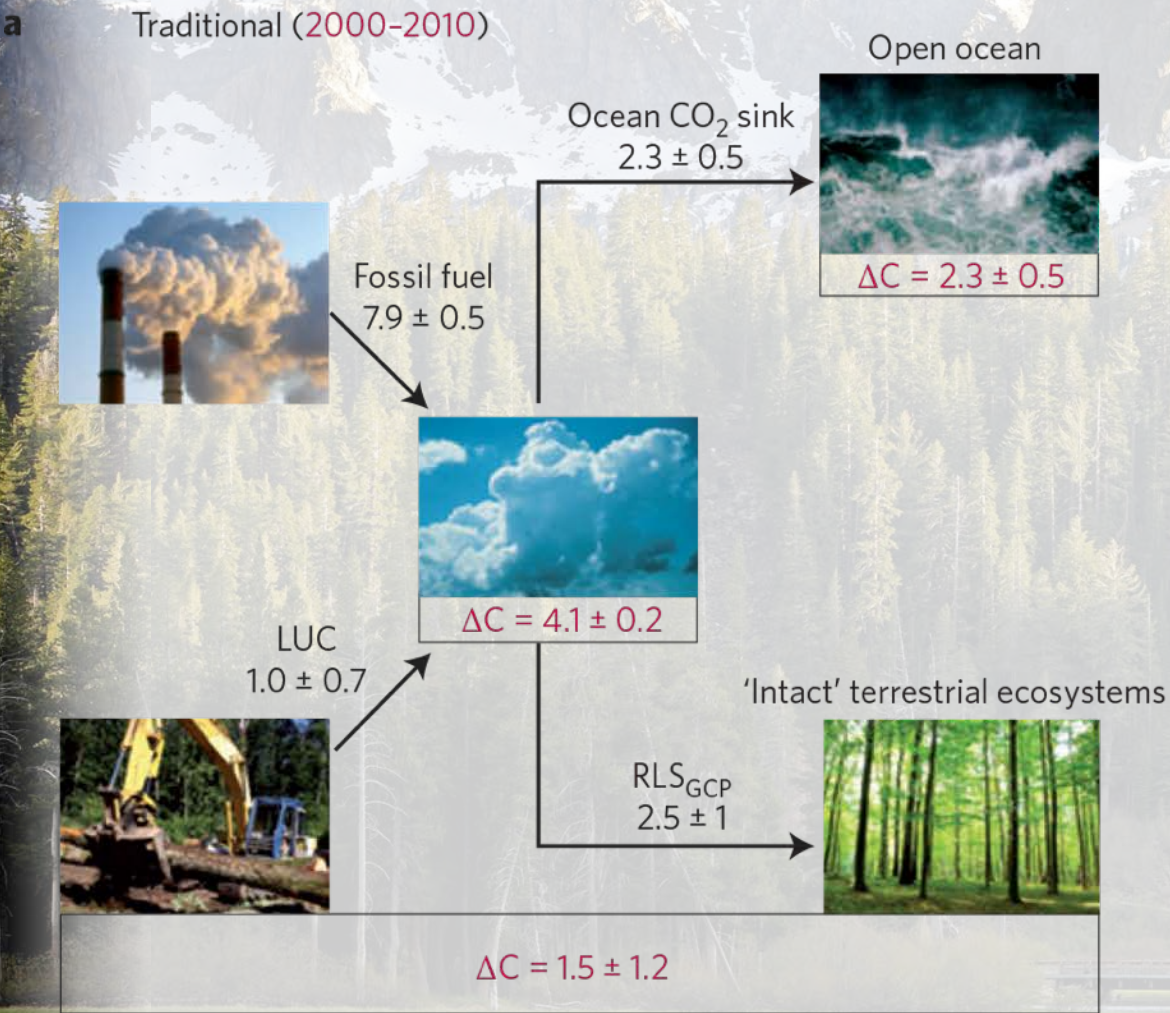 a
Traditional (2000–2010)
Open ocean
Ocean CO₂ sink
2.3 ± 0.5
ΔC = 2.3 ± 0.5
Fossil fuel
7.9 ± 0.5
ΔC = 4.1 ± 0.2
LUC
1.0 ± 0.7
'Intact' terrestrial ecosystems
RLS_GCP
2.5 ± 1
ΔC = 1.5 ± 1.2